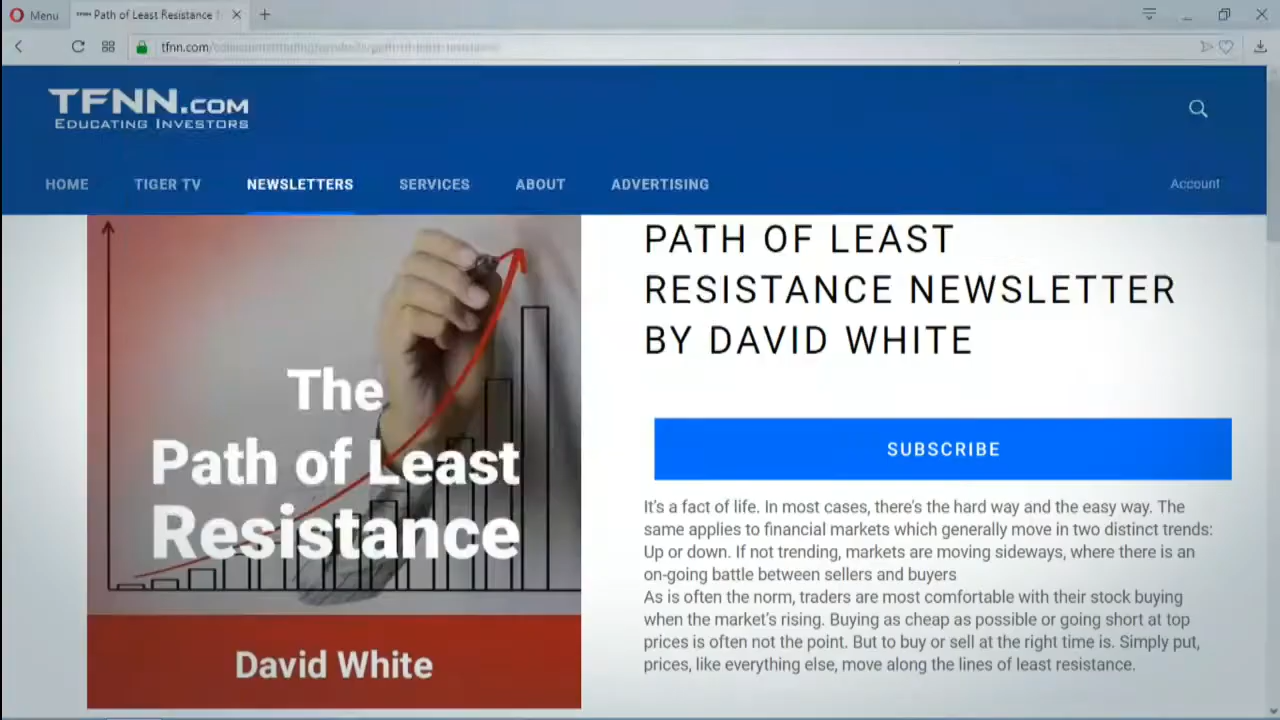 Menu
Path of Least Resistance
tfnn.com/
TFNN.COM
EDUCATING INVESTORS
HOME
TIGER TV
NEWSLETTERS
SERVICES
ABOUT
ADVERTISING
Account
The
Path of Least
Resistance
David White
PATH OF LEAST
RESISTANCE NEWSLETTER
BY DAVID WHITE
SUBSCRIBE
It's a fact of life. In most cases, there's the hard way and the easy way. The
same applies to financial markets which generally move in two distinct trends:
Up or down. If not trending, markets are moving sideways, where there is an
on-going battle between sellers and buyers
As is often the norm, traders are most comfortable with their stock buying
when the market's rising. Buying as cheap as possible or going short at top
prices is often not the point. But to buy or sell at the right time is. Simply put,
prices, like everything else, move along the lines of least resistance.